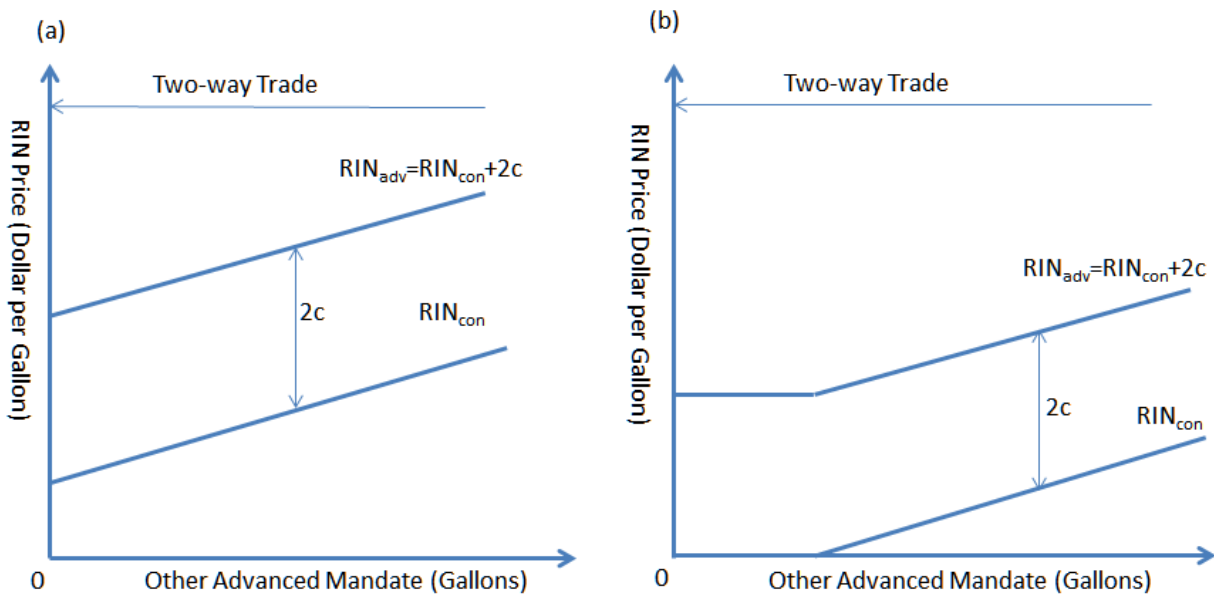 (a)
Two-way Trade
RIN Price (Dollar per Gallon)
RINadv=RINcon+2c
2c
RINcon
0
Other Advanced Mandate (Gallons)
(b)
Two-way Trade
RIN Price (Dollar per Gallon)
RINadv=RINcon+2c
2c
RINcon
0
Other Advanced Mandate (Gallons)